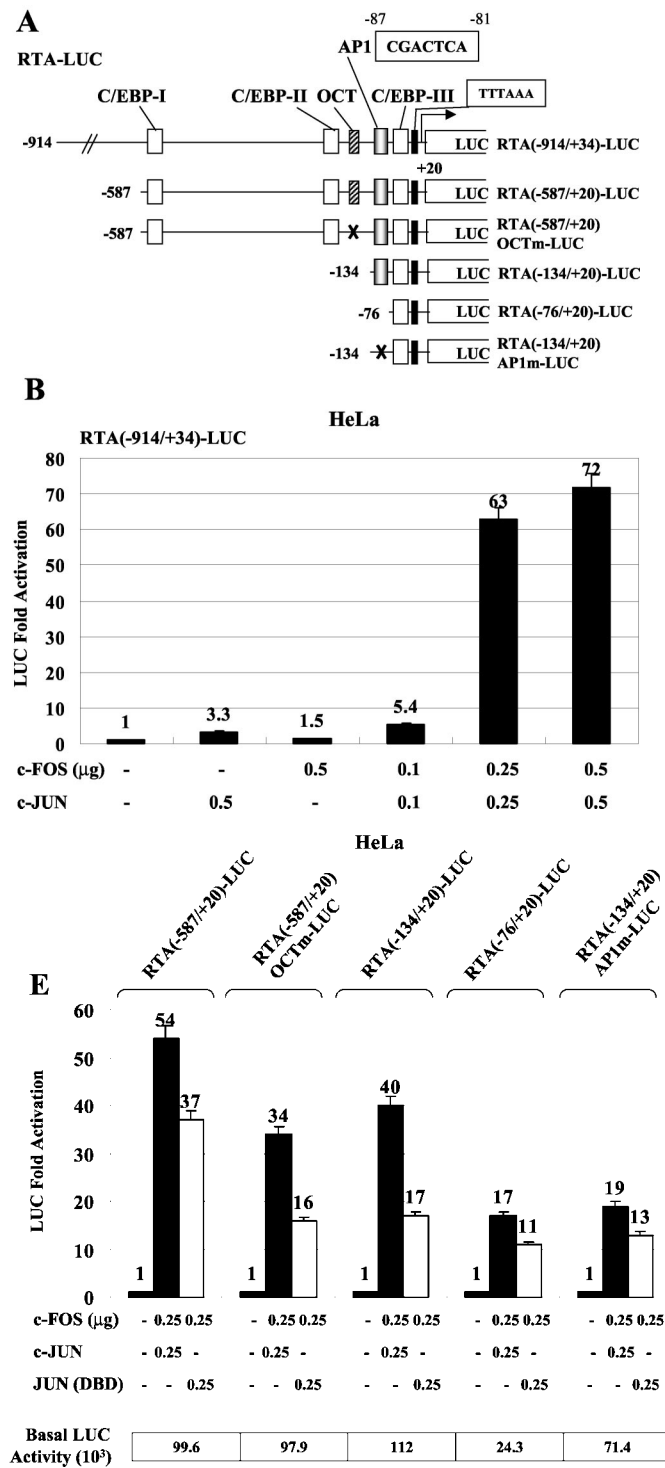 A
-87 -81
AP1 CGACTCA
RTA-LUC
C/EBP-I C/EBP-II OCT C/EBP-III TTTAAA
-914 LUC RTA(-914/+34)-LUC
+20
-587 LUC RTA(-587/+20)-LUC
-587 X LUC RTA(-587/+20)
OCTm-LUC
-134 LUC RTA(-134/+20)-LUC
-76 LUC RTA(-76/+20)-LUC
-134 X LUC RTA(-134/+20)
AP1m-LUC
B
HeLa
RTA(-914/+34)-LUC
LUC Fold Activation
80
70
60
50
40
30
20
10
0
1 3.3 1.5 5.4 63 72
c-FOS (μg) - - 0.5 0.1 0.25 0.5
c-JUN - 0.5 - 0.1 0.25 0.5
HeLa
RTA(-587/+20)-LUC
RTA(-587/+20)
OCTm-LUC
RTA(-134/+20)-LUC
RTA(-76/+20)-LUC
RTA(-134/+20)
AP1m-LUC
E
LUC Fold Activation
60
50
40
30
20
10
0
1 54 37 1 34 16 1 40 17 1 17 11 1 19 13
c-FOS (μg) - 0.25 0.25 - 0.25 0.25 - 0.25 0.25 - 0.25 0.25 - 0.25 0.25
c-JUN - 0.25 - - 0.25 - - 0.25 - - 0.25 - - 0.25 -
JUN (DBD) - - 0.25 - - 0.25 - - 0.25 - - 0.25 - - 0.25
Basal LUC
Activity (10³) 99.6 97.9 112 24.3 71.4